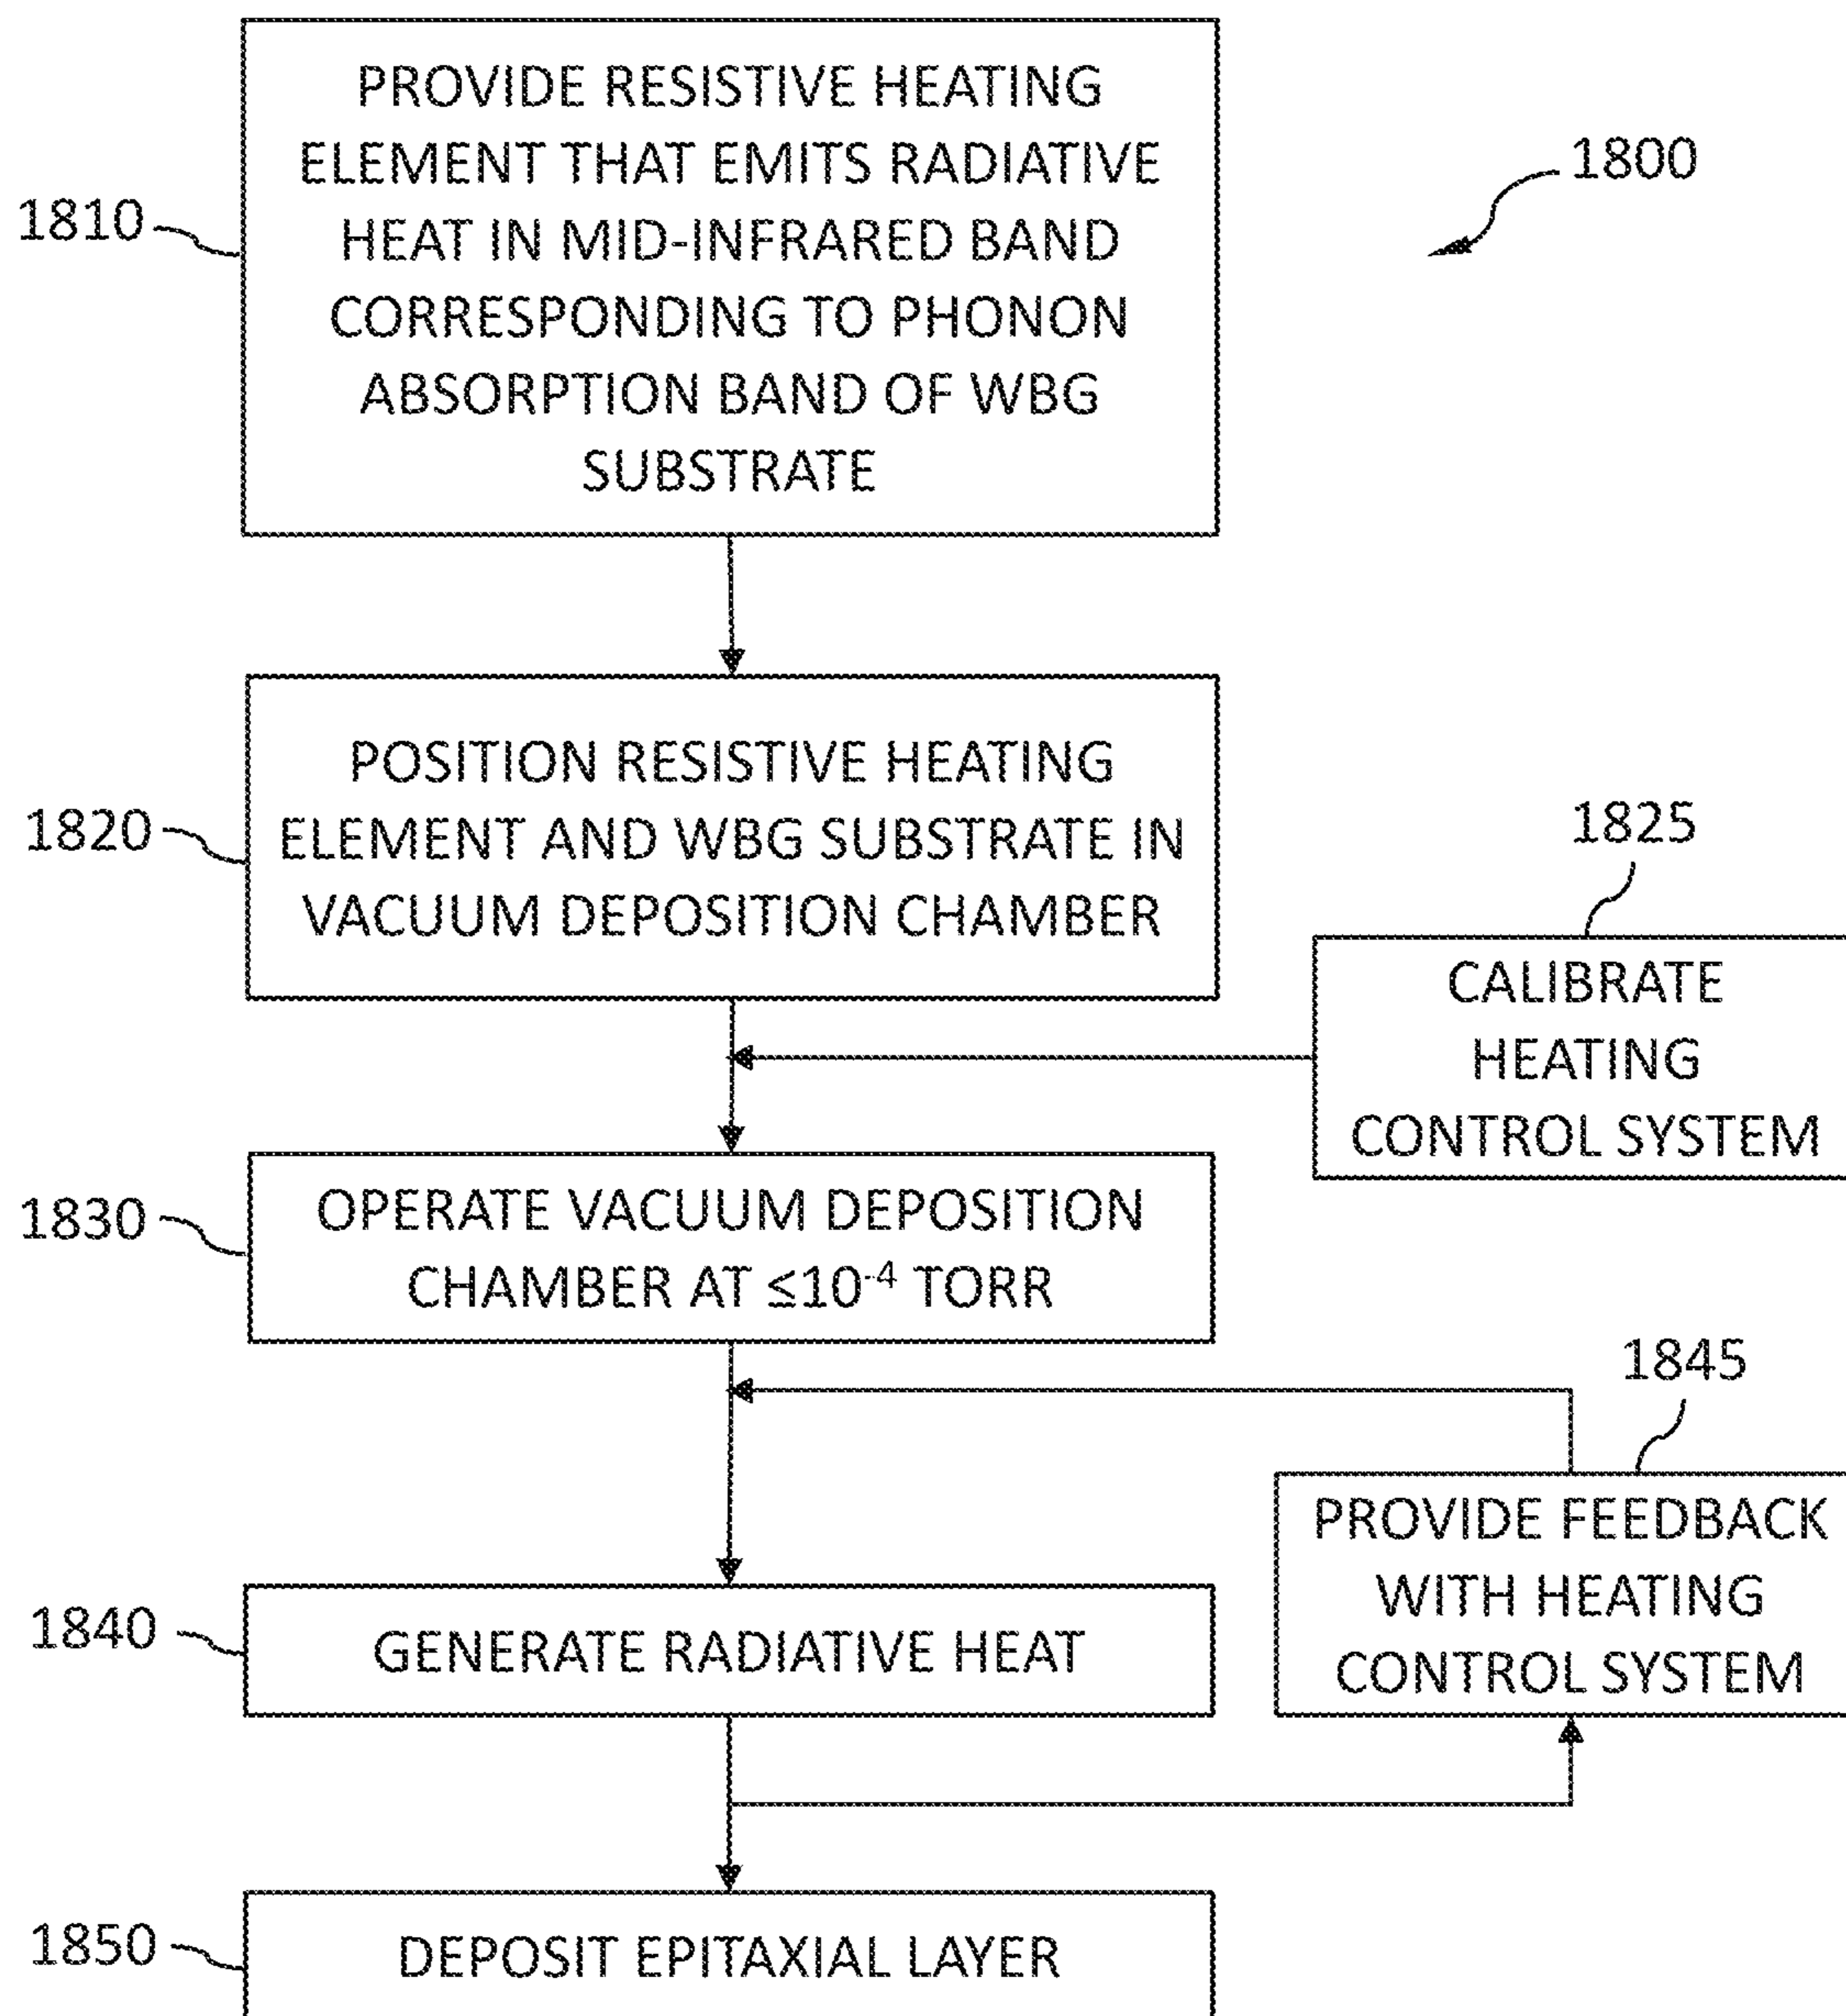 PROVIDE RESISTIVE HEATING
ELEMENT THAT EMITS RADIATIVE
HEAT IN MID-INFRARED BAND
CORRESPONDING TO PHONON
ABSORPTION BAND OF WBG
SUBSTRATE
1810
1800
POSITION RESISTIVE HEATING
ELEMENT AND WBG SUBSTRATE IN
VACUUM DEPOSITION CHAMBER
1820
1825
CALIBRATE
HEATING
CONTROL SYSTEM
OPERATE VACUUM DEPOSITION
CHAMBER AT ≤10⁻⁴ TORR
1830
1845
PROVIDE FEEDBACK
WITH HEATING
CONTROL SYSTEM
1840
GENERATE RADIATIVE HEAT
1850
DEPOSIT EPITAXIAL LAYER